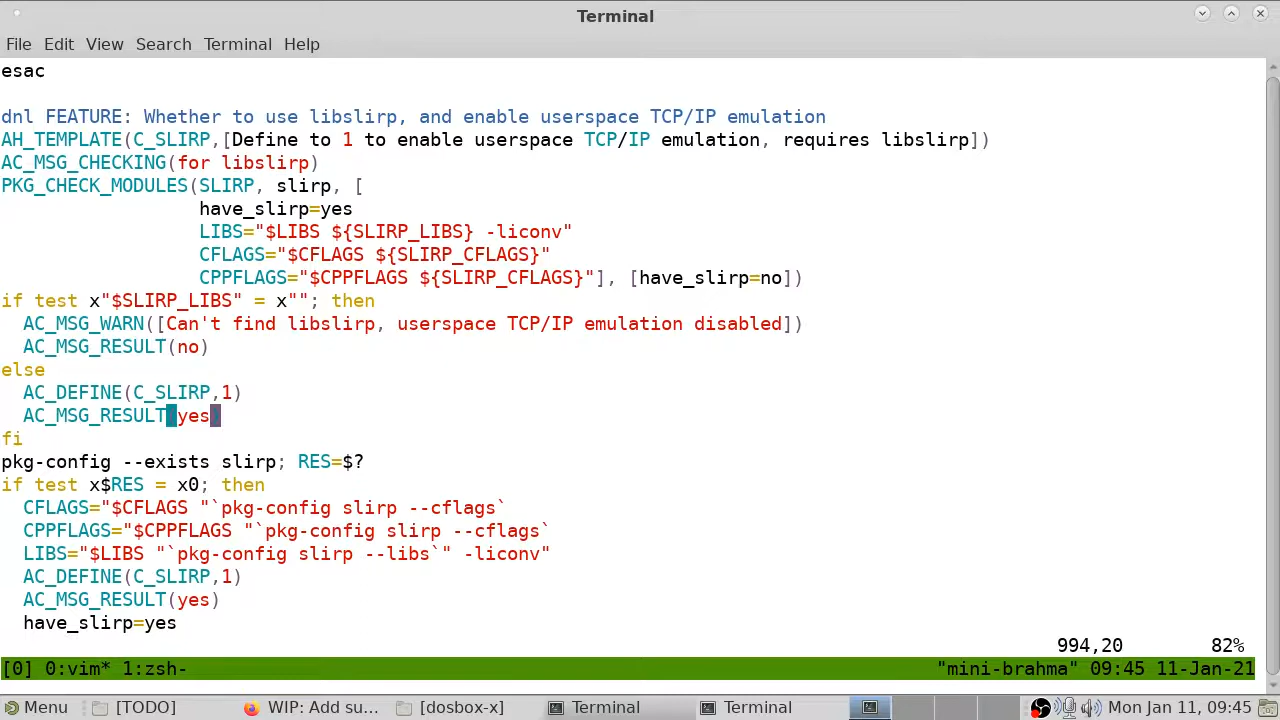 Terminal
File Edit View Search Terminal Help
esac
dnl FEATURE: Whether to use libslirp, and enable userspace TCP/IP emulation
AH_TEMPLATE(C_SLIRP,[Define to 1 to enable userspace TCP/IP emulation, requires libslirp])
AC_MSG_CHECKING(for libslirp)
PKG_CHECK_MODULES(SLIRP, slirp, [
have_slirp=yes
LIBS="$LIBS ${SLIRP_LIBS} -liconv"
CFLAGS="$CFLAGS ${SLIRP_CFLAGS}"
CPPFLAGS="$CPPFLAGS ${SLIRP_CFLAGS}"], [have_slirp=no])
if test x"$SLIRP_LIBS" = x""; then
AC_MSG_WARN([Can't find libslirp, userspace TCP/IP emulation disabled])
AC_MSG_RESULT(no)
else
AC_DEFINE(C_SLIRP,1)
AC_MSG_RESULT(yes)
fi
pkg-config --exists slirp; RES=$?
if test x$RES = x0; then
CFLAGS="$CFLAGS "`pkg-config slirp --cflags`
CPPFLAGS="$CPPFLAGS "`pkg-config slirp --cflags`
LIBS="$LIBS "`pkg-config slirp --libs`" -liconv"
AC_DEFINE(C_SLIRP,1)
AC_MSG_RESULT(yes)
have_slirp=yes
994,20 82%
[0] 0:vim* 1:zsh- "mini-brahma" 09:45 11-Jan-21
Menu [TODO] WIP: Add su... [dosbox-x] Terminal Terminal Mon Jan 11, 09:45